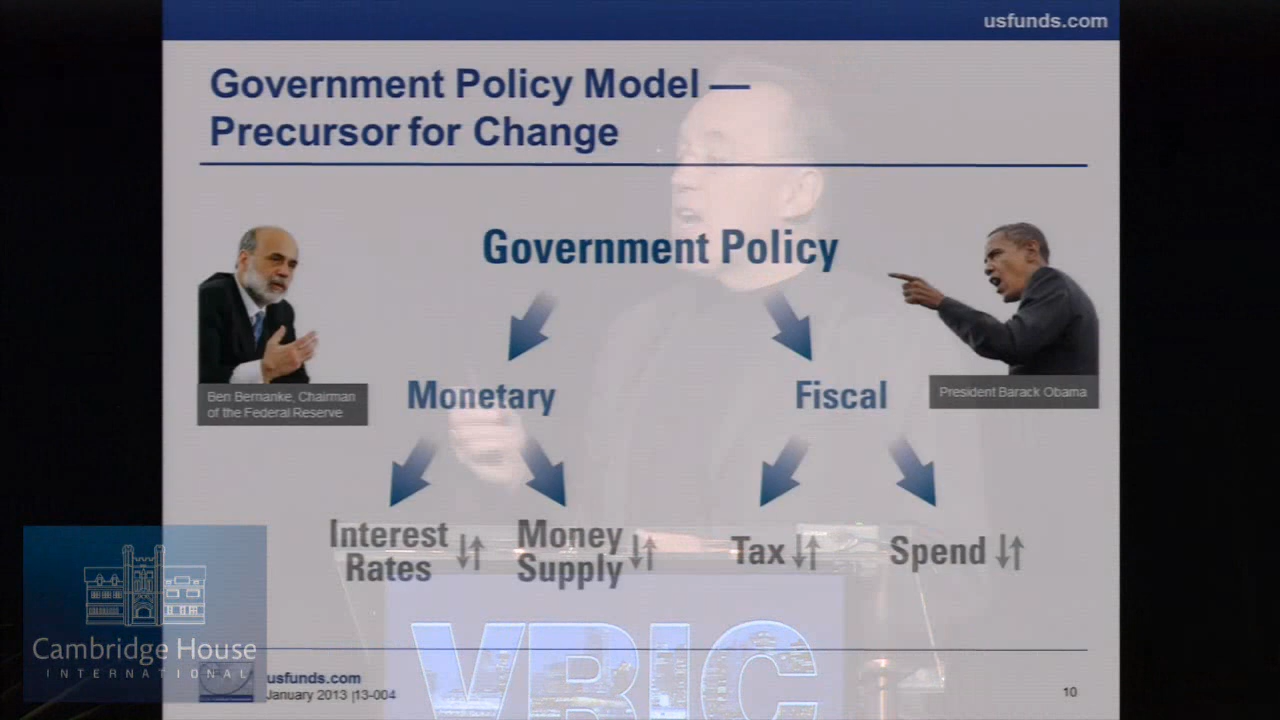 usfunds.com
Government Policy Model —
Precursor for Change
Government Policy
Ben Bernanke, Chairman
of the Federal Reserve
President Barack Obama
Monetary
Fiscal
Interest
Rates
Money
Supply
Tax
Spend
VRIC
Cambridge House
INTERNATIONAL
usfunds.com
January 2013 |13-004
10